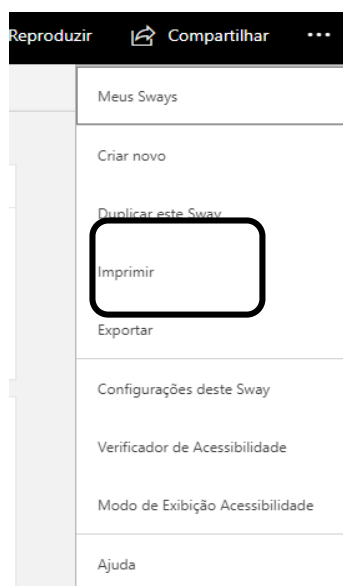 Reproduzir Compartilhar ...
Meus Sways
Criar novo
Duplicar este Sway
Imprimir
Exportar
Configurações deste Sway
Verificador de Acessibilidade
Modo de Exibição Acessibilidade
Ajuda